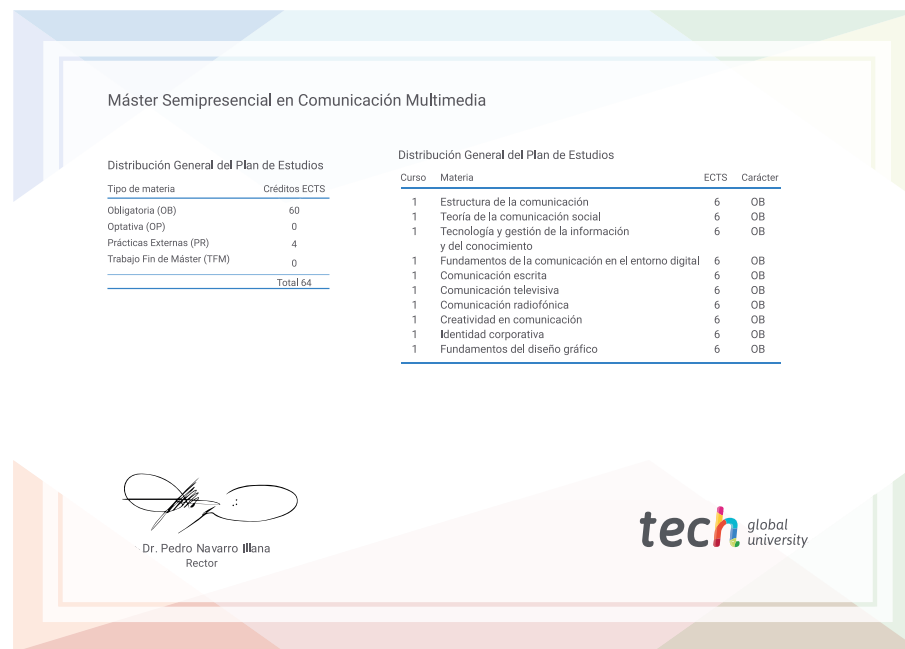 Máster Semipresencial en Comunicación Multimedia
Distribución General del Plan de Estudios
Tipo de materia Créditos ECTS
Obligatoria (OB) 60
Optativa (OP) 0
Prácticas Externas (PR) 4
Trabajo Fin de Máster (TFM) 0
Total 64
Distribución General del Plan de Estudios
Curso Materia ECTS Carácter
1 Estructura de la comunicación 6 OB
1 Teoría de la comunicación social 6 OB
1 Tecnología y gestión de la información 6 OB
y del conocimiento
1 Fundamentos de la comunicación en el entorno digital 6 OB
1 Comunicación escrita 6 OB
1 Comunicación televisiva 6 OB
1 Comunicación radiofónica 6 OB
1 Creatividad en comunicación 6 OB
1 Identidad corporativa 6 OB
1 Fundamentos del diseño gráfico 6 OB
Dr. Pedro Navarro Illana
Rector
tech global
university